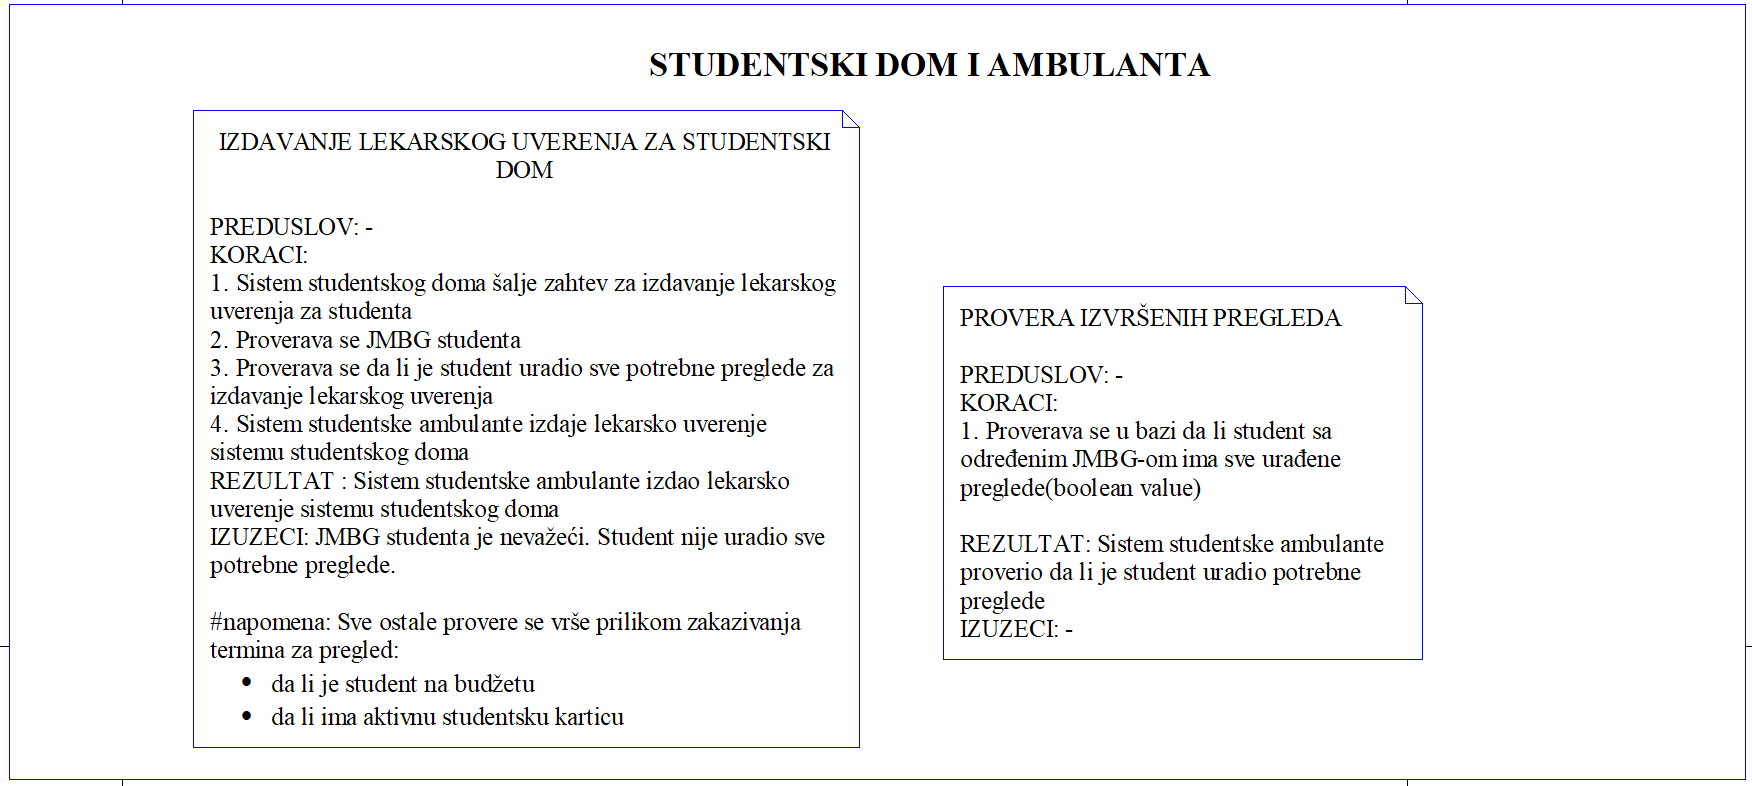 STUDENTSKI DOM I AMBULANTA
IZDAVANJE LEKARSKOG UVERENJA ZA STUDENTSKI
DOM
PREDUSLOV: -
KORACI:
1. Sistem studentskog doma šalje zahtev za izdavanje lekarskog
uverenja za studenta
2. Proverava se JMBG studenta
3. Proverava se da li je student uradio sve potrebne preglede za
izdavanje lekarskog uverenja
4. Sistem studentske ambulante izdaje lekarsko uverenje
sistemu studentskog doma
REZULTAT : Sistem studentske ambulante izdao lekarsko
uverenje sistemu studentskog doma
IZUZECI: JMBG studenta je nevažeći. Student nije uradio sve
potrebne preglede.
#napomena: Sve ostale provere se vrše prilikom zakazivanja
termina za pregled:
• da li je student na budžetu
• da li ima aktivnu studentsku karticu
PROVERA IZVRŠENIH PREGLEDA
PREDUSLOV: -
KORACI:
1. Proverava se u bazi da li student sa
određenim JMBG-om ima sve urađene
preglede(boolean value)
REZULTAT: Sistem studentske ambulante
proverio da li je student uradio potrebne
preglede
IZUZECI: -